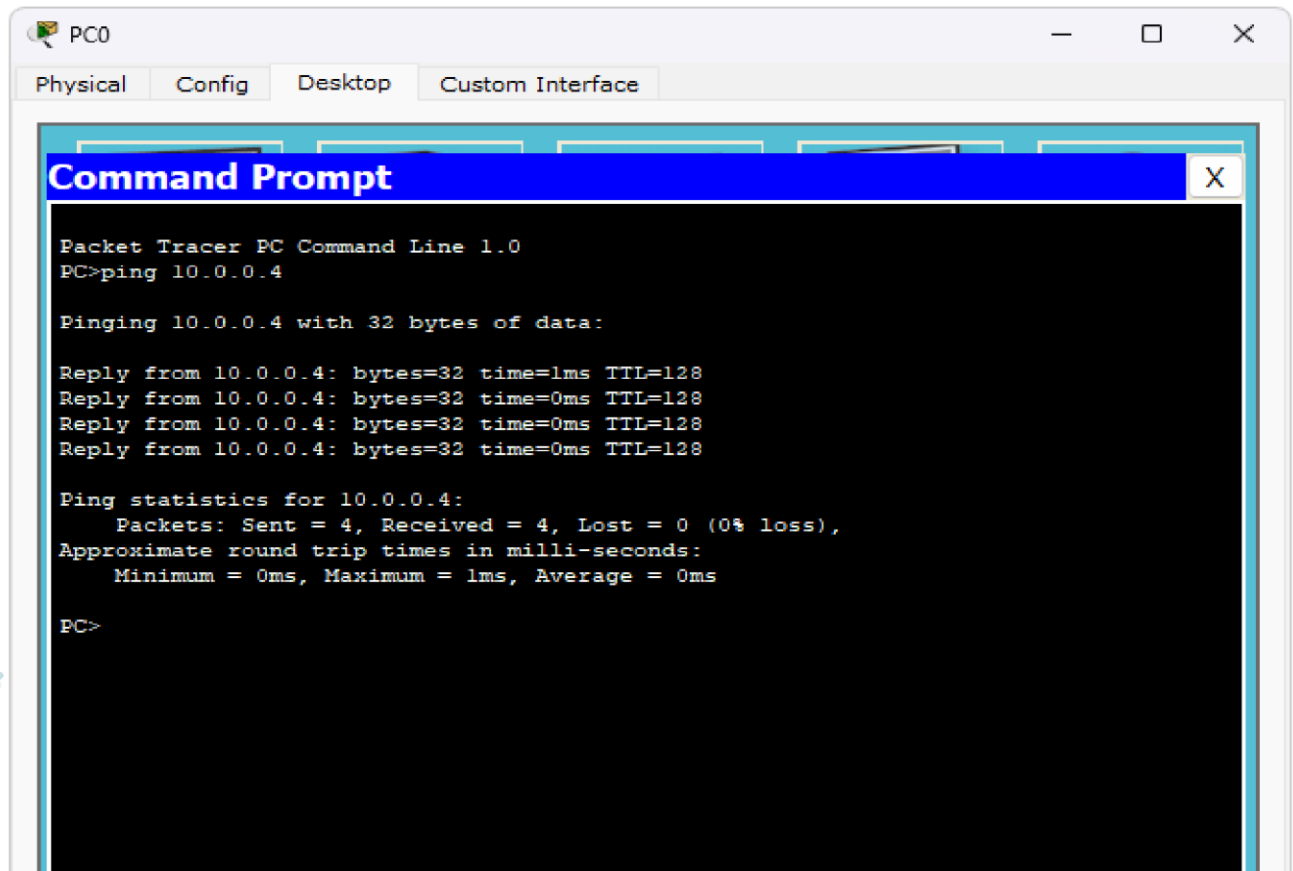 PC0
Physical Config Desktop Custom Interface
Command Prompt X
Packet Tracer PC Command Line 1.0
PC>ping 10.0.0.4
Pinging 10.0.0.4 with 32 bytes of data:
Reply from 10.0.0.4: bytes=32 time=1ms TTL=128
Reply from 10.0.0.4: bytes=32 time=0ms TTL=128
Reply from 10.0.0.4: bytes=32 time=0ms TTL=128
Reply from 10.0.0.4: bytes=32 time=0ms TTL=128
Ping statistics for 10.0.0.4:
    Packets: Sent = 4, Received = 4, Lost = 0 (0% loss),
Approximate round trip times in milli-seconds:
    Minimum = 0ms, Maximum = 1ms, Average = 0ms
PC>